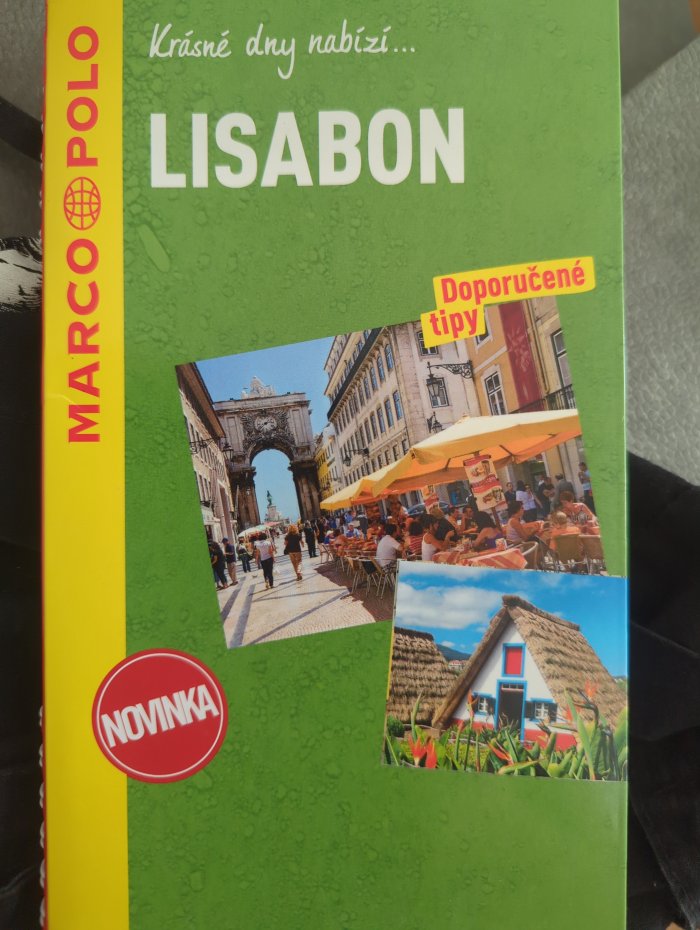 Krásné dny nabízí...
LISABON
MARCO POLO
Doporučené
tipy
NOVINKA